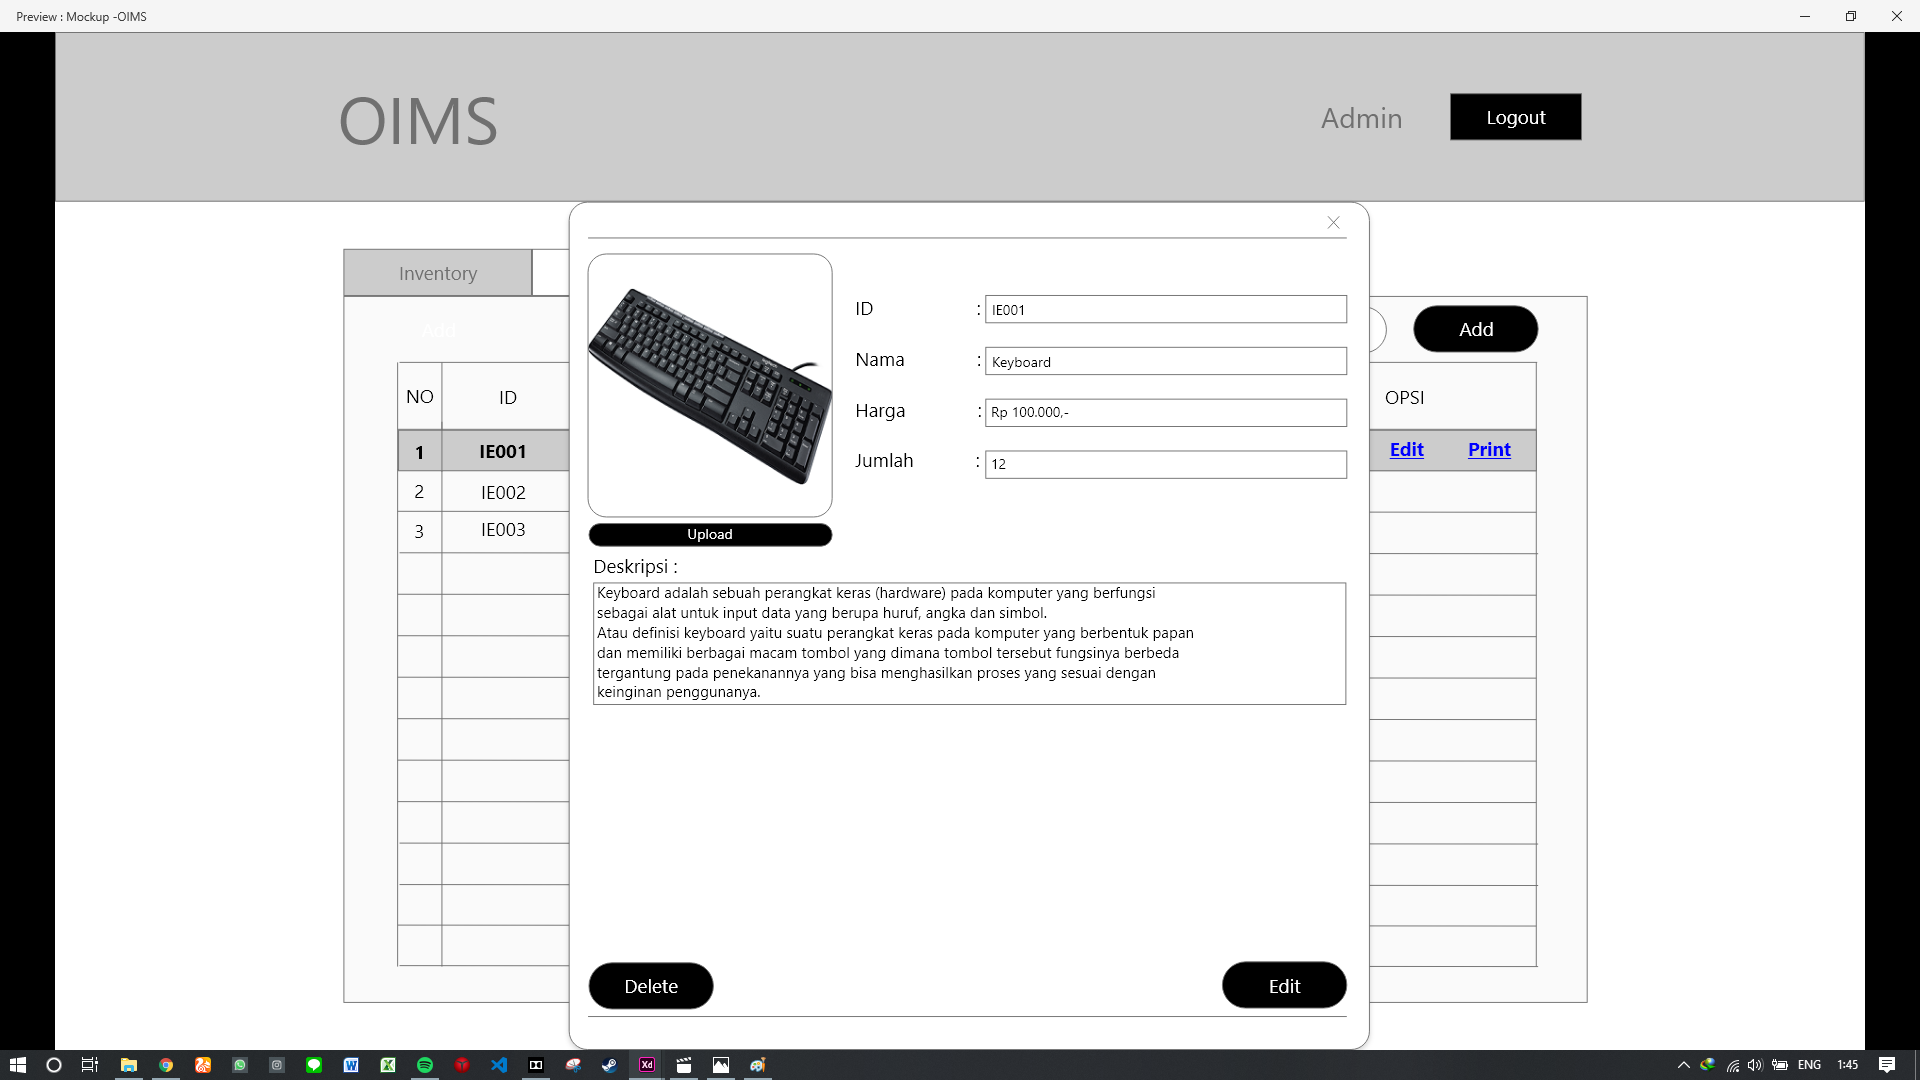 Preview : Mockup -OIMS
OIMS
Admin
Logout
Inventory
Add
Add
NO
ID
OPSI
1
IE001
Edit
Print
2
IE002
3
IE003
ID : IE001
Nama : Keyboard
Harga : Rp 100.000,-
Jumlah : 12
Upload
Deskripsi :
Keyboard adalah sebuah perangkat keras (hardware) pada komputer yang berfungsi
sebagai alat untuk input data yang berupa huruf, angka dan simbol.
Atau definisi keyboard yaitu suatu perangkat keras pada komputer yang berbentuk papan
dan memiliki berbagai macam tombol yang dimana tombol tersebut fungsinya berbeda
tergantung pada penekanannya yang bisa menghasilkan proses yang sesuai dengan
keinginan penggunanya.
Delete
Edit
Xd
ENG
1:45